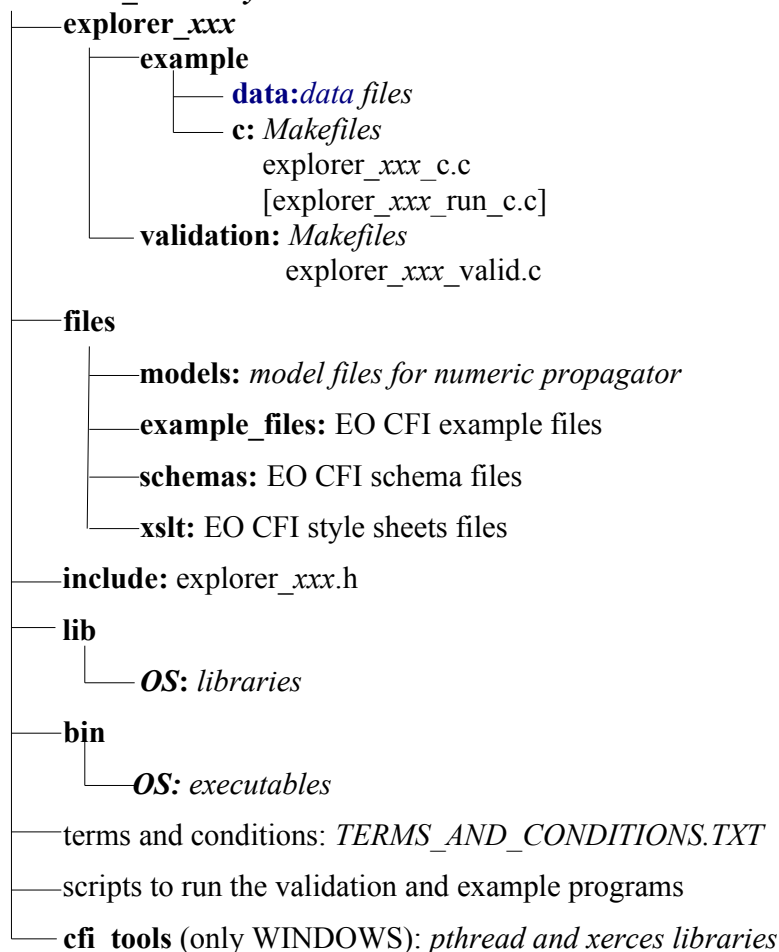 explorer_xxx
example
data:data files
c: Makefiles
explorer_xxx_c.c
[explorer_xxx_run_c.c]
validation: Makefiles
explorer_xxx_valid.c
files
models: model files for numeric propagator
example_files: EO CFI example files
schemas: EO CFI schema files
xslt: EO CFI style sheets files
include: explorer_xxx.h
lib
OS: libraries
bin
OS: executables
terms and conditions: TERMS_AND_CONDITIONS.TXT
scripts to run the validation and example programs
cfi_tools (only WINDOWS): pthread and xerces libraries